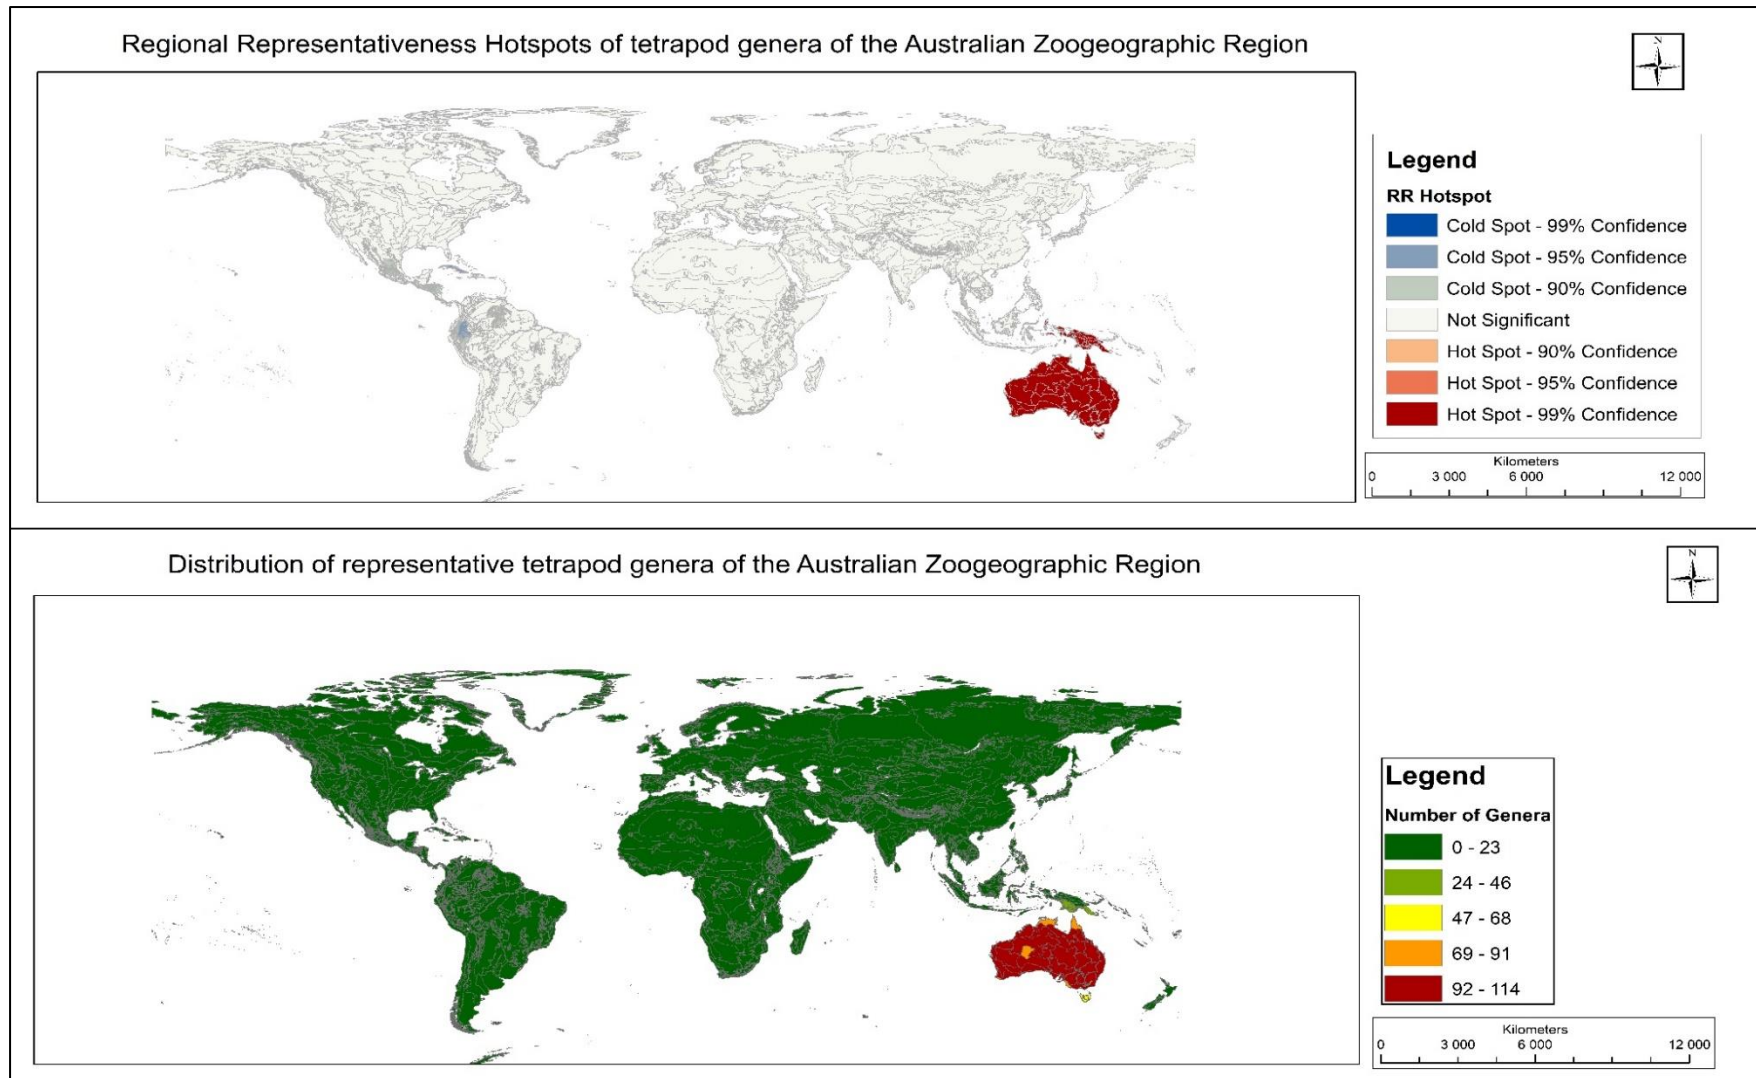 Regional Representativeness Hotspots of tetrapod genera of the Australian Zoogeographic Region
N
Legend
RR Hotspot
Cold Spot - 99% Confidence
Cold Spot - 95% Confidence
Cold Spot - 90% Confidence
Not Significant
Hot Spot - 90% Confidence
Hot Spot - 95% Confidence
Hot Spot - 99% Confidence
Kilometers
0 3 000 6 000 12 000
Distribution of representative tetrapod genera of the Australian Zoogeographic Region
N
Legend
Number of Genera
0 - 23
24 - 46
47 - 68
69 - 91
92 - 114
Kilometers
0 3 000 6 000 12 000